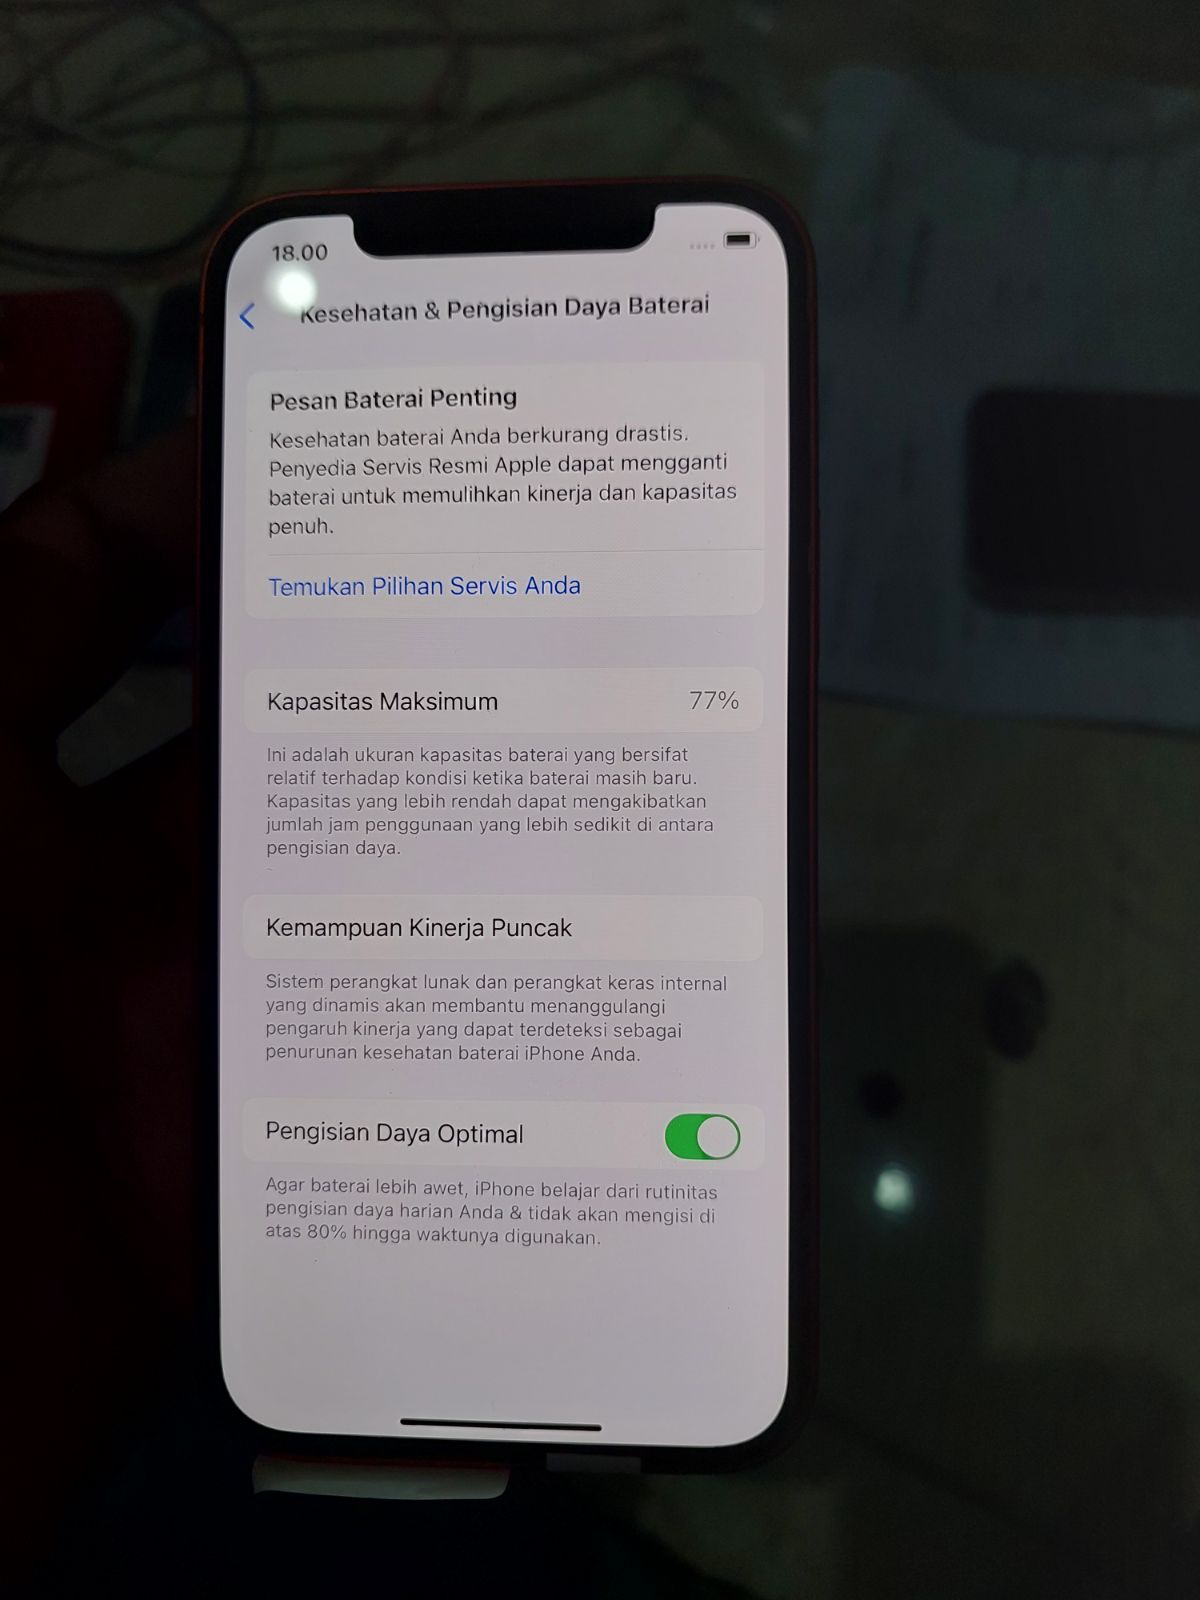 18.00
Kesehatan & Pengisian Daya Baterai
Pesan Baterai Penting
Kesehatan baterai Anda berkurang drastis.
Penyedia Servis Resmi Apple dapat mengganti
baterai untuk memulihkan kinerja dan kapasitas
penuh.
Temukan Pilihan Servis Anda
Kapasitas Maksimum 77%
Ini adalah ukuran kapasitas baterai yang bersifat
relatif terhadap kondisi ketika baterai masih baru.
Kapasitas yang lebih rendah dapat mengakibatkan
jumlah jam penggunaan yang lebih sedikit di antara
pengisian daya.
Kemampuan Kinerja Puncak
Sistem perangkat lunak dan perangkat keras internal
yang dinamis akan membantu menanggulangi
pengaruh kinerja yang dapat terdeteksi sebagai
penurunan kesehatan baterai iPhone Anda.
Pengisian Daya Optimal
Agar baterai lebih awet, iPhone belajar dari rutinitas
pengisian daya harian Anda & tidak akan mengisi di
atas 80% hingga waktunya digunakan.